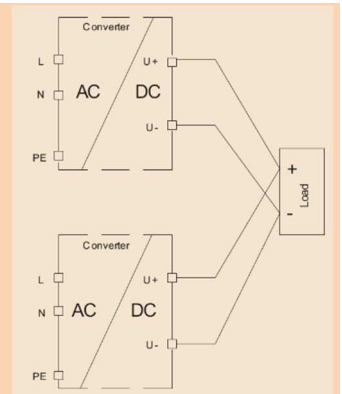 Converter
L
U+
N
AC
DC
U-
PE
+
-
Load
Converter
L
U+
N
AC
DC
U-
PE